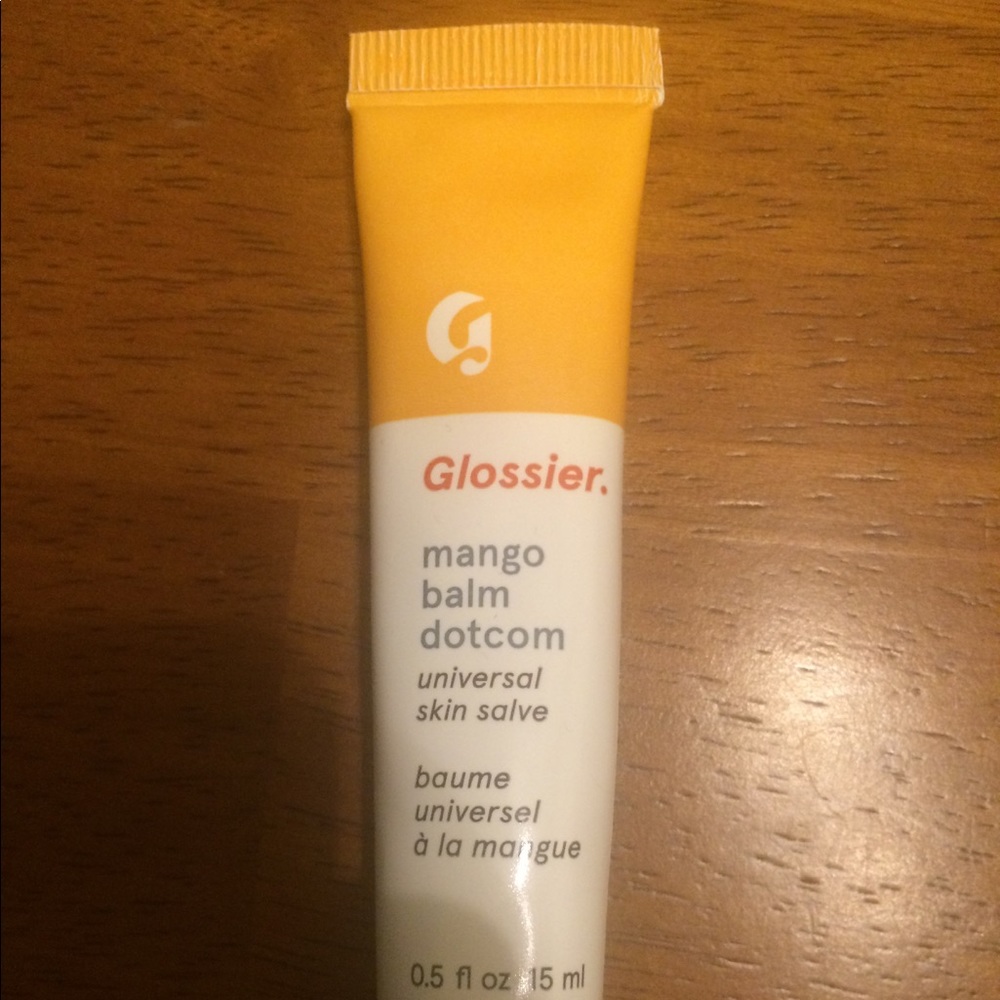 Glossier.
mango
balm
dotcom
universal
skin salve
baume
universel
à la mangue
0.5 fl oz 15 ml